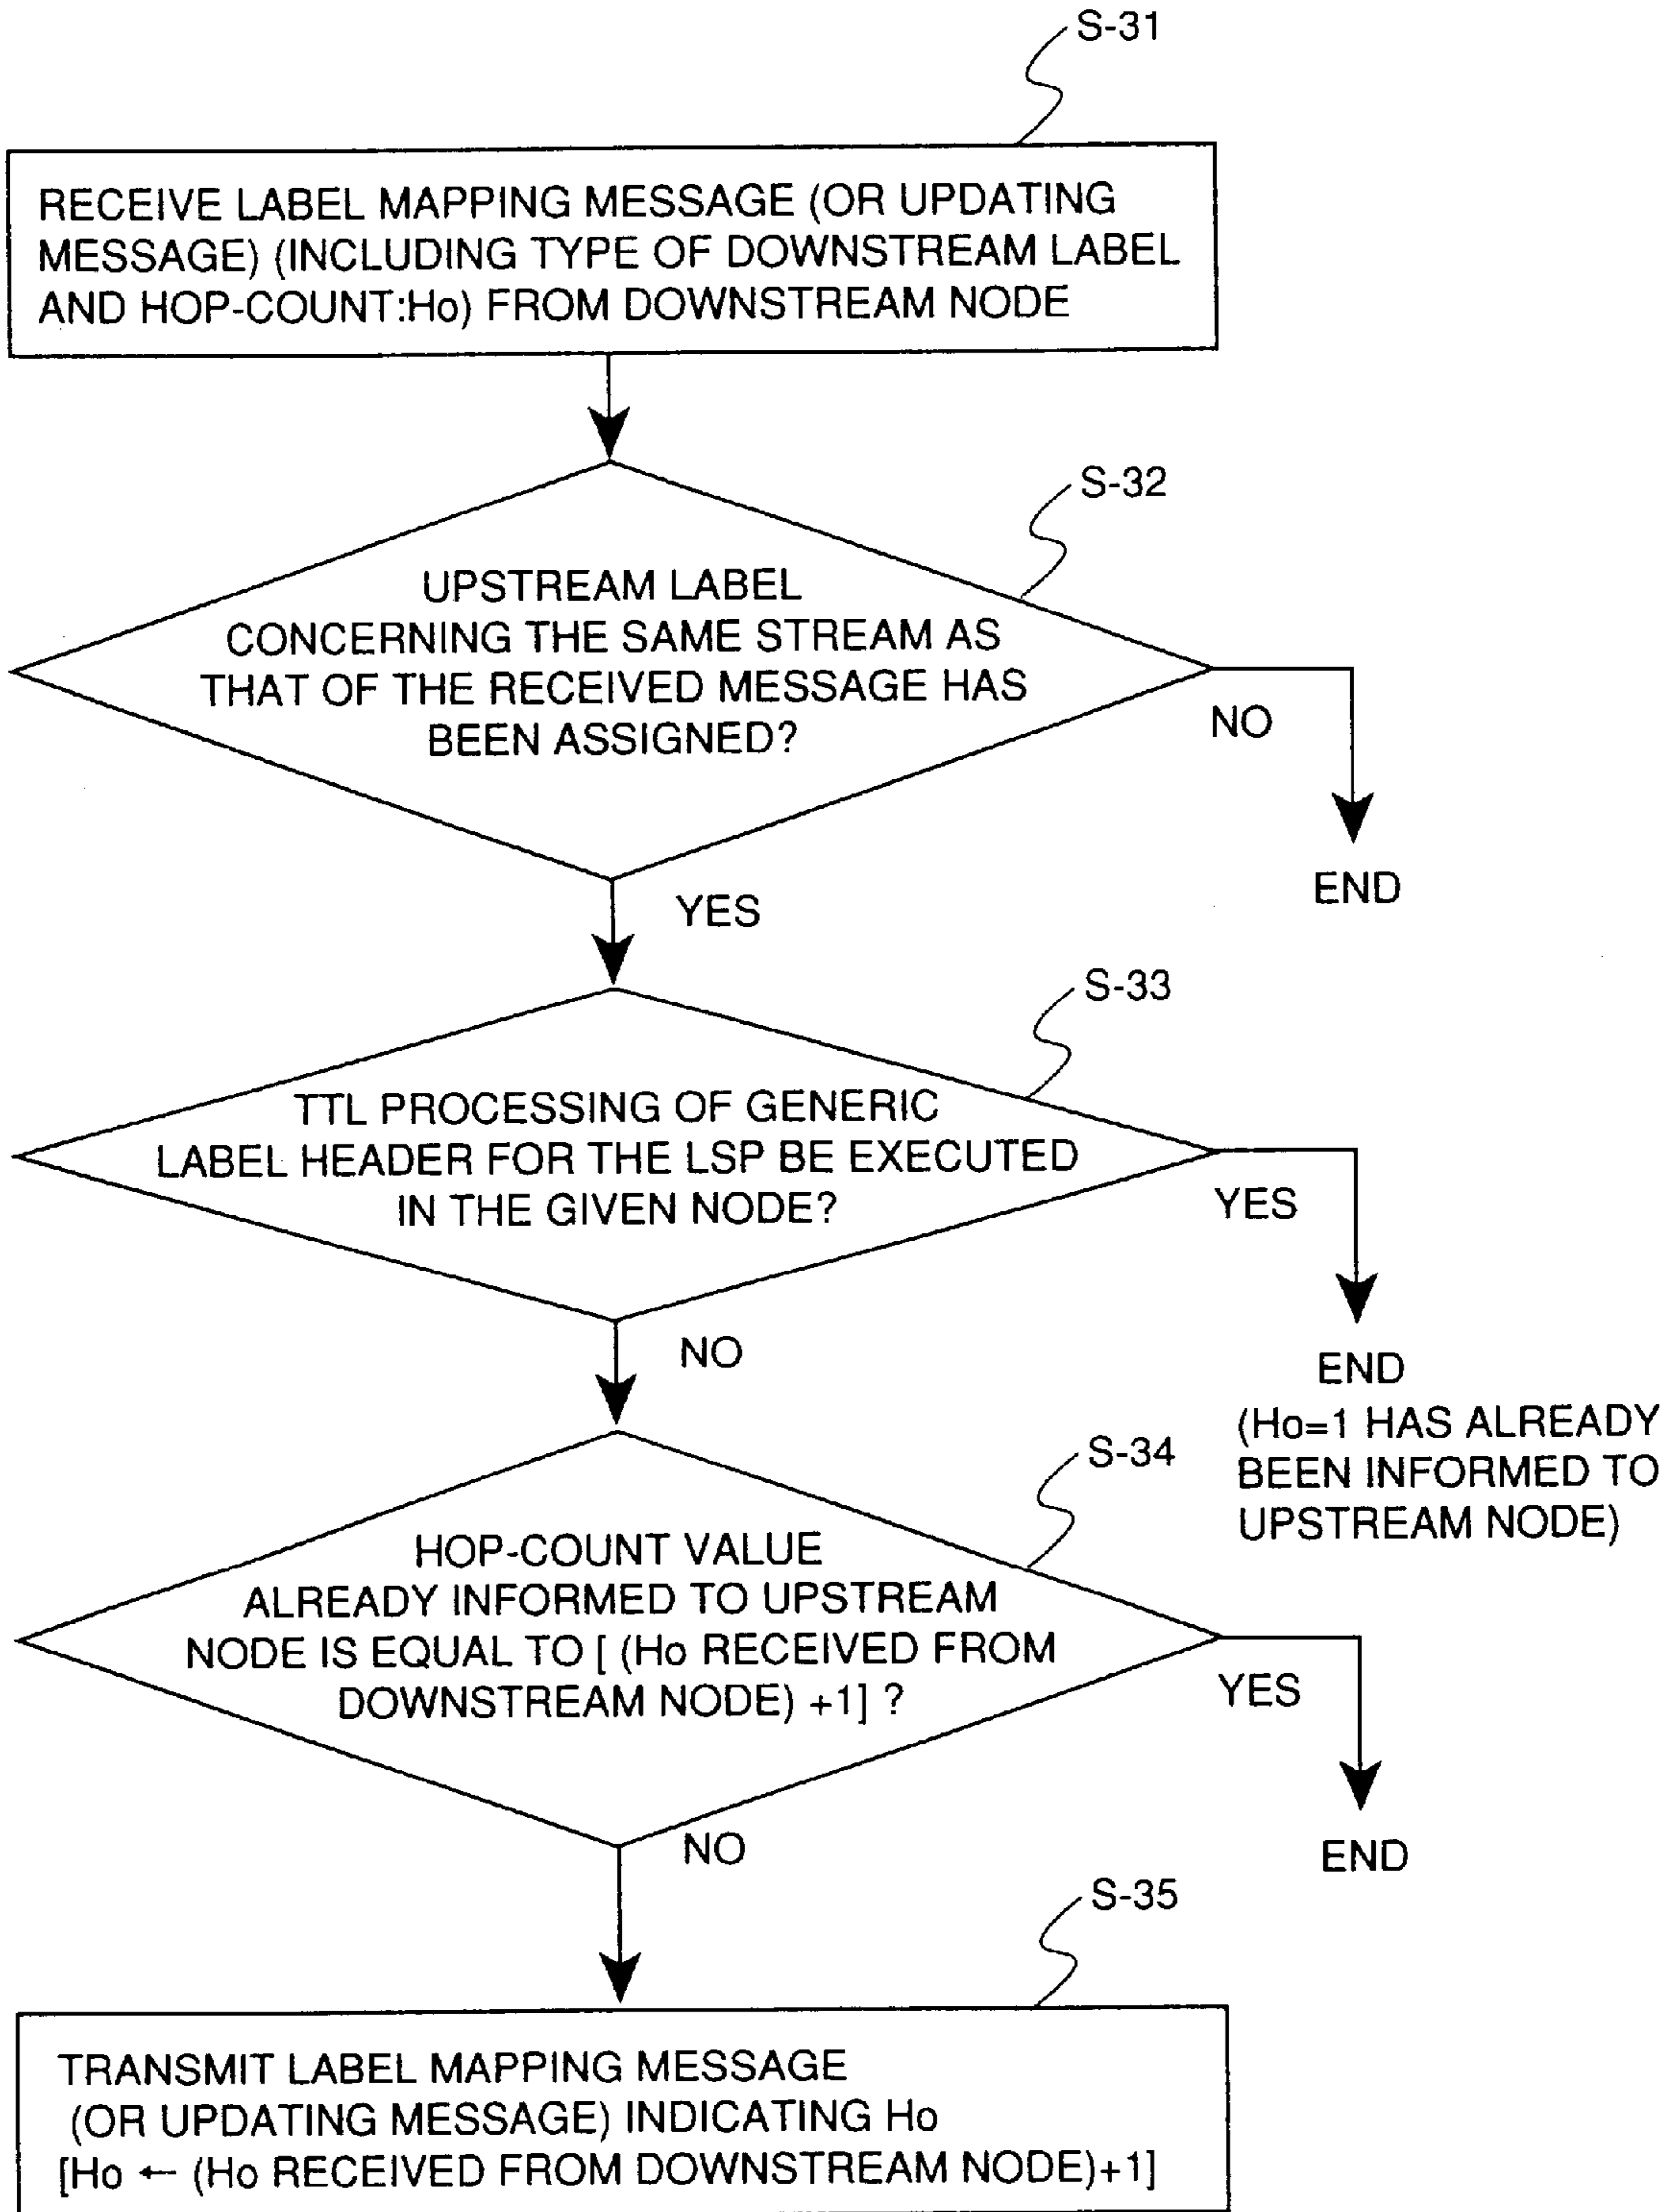 S-31
RECEIVE LABEL MAPPING MESSAGE (OR UPDATING
MESSAGE) (INCLUDING TYPE OF DOWNSTREAM LABEL
AND HOP-COUNT:Ho) FROM DOWNSTREAM NODE
S-32
UPSTREAM LABEL
CONCERNING THE SAME STREAM AS
THAT OF THE RECEIVED MESSAGE HAS
BEEN ASSIGNED?
NO
END
YES
S-33
TTL PROCESSING OF GENERIC
LABEL HEADER FOR THE LSP BE EXECUTED
IN THE GIVEN NODE?
YES
NO
END
(Ho=1 HAS ALREADY
BEEN INFORMED TO
UPSTREAM NODE)
S-34
HOP-COUNT VALUE
ALREADY INFORMED TO UPSTREAM
NODE IS EQUAL TO [ (Ho RECEIVED FROM
DOWNSTREAM NODE) +1] ?
YES
END
NO
S-35
TRANSMIT LABEL MAPPING MESSAGE
(OR UPDATING MESSAGE) INDICATING Ho
[Ho ← (Ho RECEIVED FROM DOWNSTREAM NODE)+1]